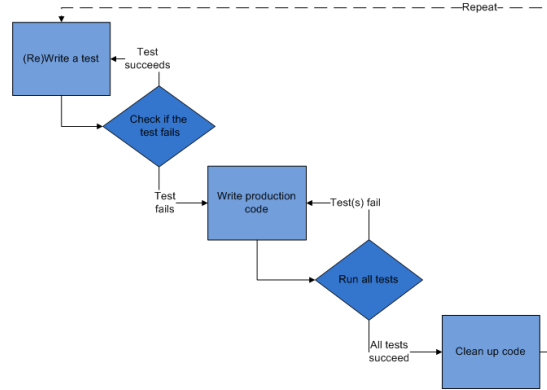 Repeat
(Re)Write a test
Test
succeeds
Check if the
test fails
Test
fails
Write production
code
Test(s) fail
Run all tests
All tests
succeed
Clean up code